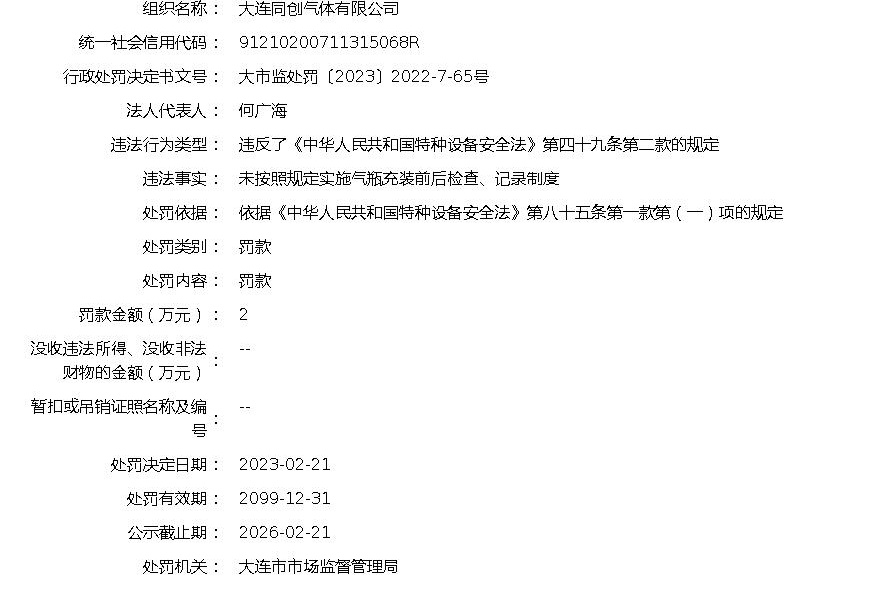 组织名称： 大连同创气体有限公司
统一社会信用代码： 91210200711315068R
行政处罚决定书文号： 大市监处罚〔2023〕2022-7-65号
法人代表人： 何广海
违法行为类型： 违反了《中华人民共和国特种设备安全法》第四十九条第二款的规定
违法事实： 未按照规定实施气瓶充装前后检查、记录制度
处罚依据： 依据《中华人民共和国特种设备安全法》第八十五条第一款第（一）项的规定
处罚类别： 罚款
处罚内容： 罚款
罚款金额（万元）： 2
没收违法所得、没收非法
财物的金额（万元）： --
暂扣或吊销证照名称及编
号： --
处罚决定日期： 2023-02-21
处罚有效期： 2099-12-31
公示截止期： 2026-02-21
处罚机关： 大连市市场监督管理局